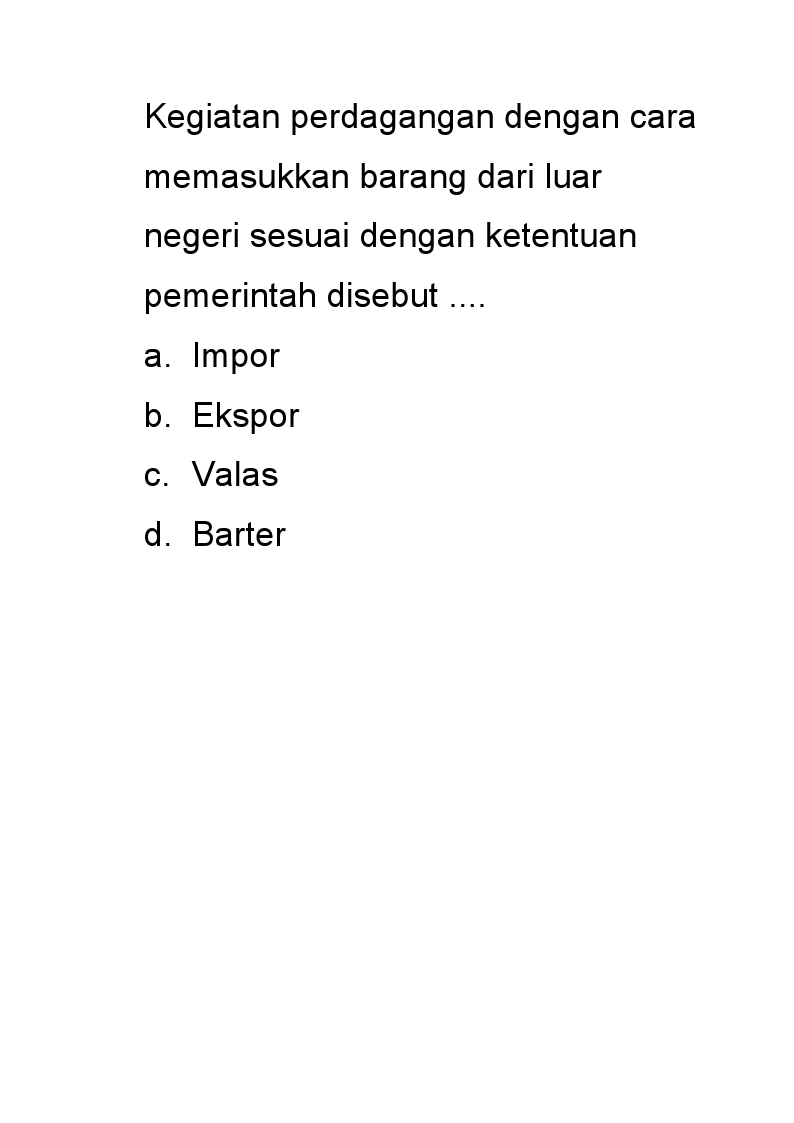 Kegiatan perdagangan dengan cara
memasukkan barang dari luar
negeri sesuai dengan ketentuan
pemerintah disebut ....
a. Impor
b. Ekspor
c. Valas
d. Barter